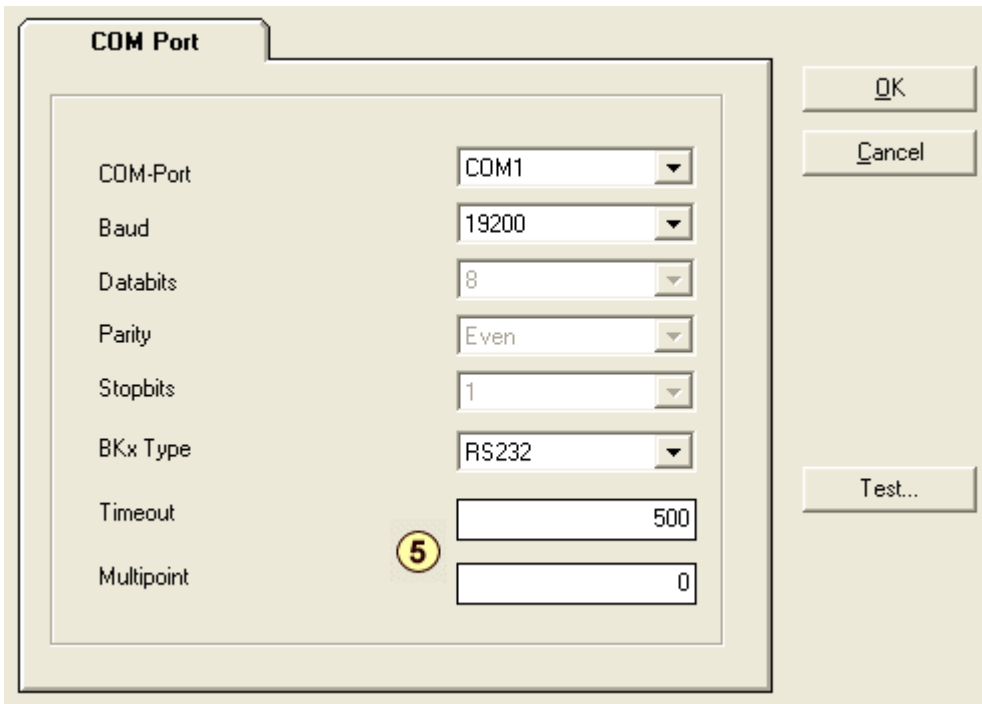 COM Port
OK
Cancel
COM-Port COM1
Baud 19200
Databits 8
Parity Even
Stopbits 1
BKx Type RS232
Test...
Timeout 500
5
Multipoint 0